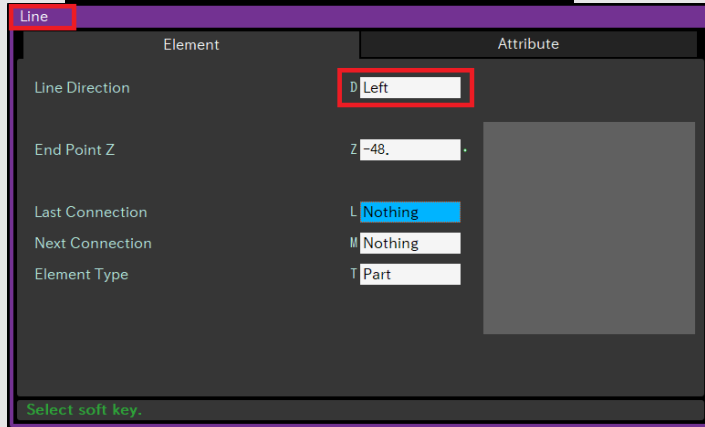 Line
Element Attribute
Line Direction D Left
End Point Z Z -48.
Last Connection L Nothing
Next Connection M Nothing
Element Type T Part
Select soft key.